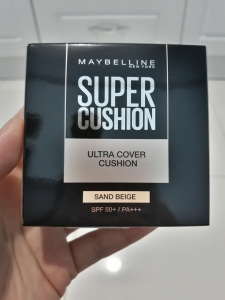 MAYBELLINE
NEW YORK
SUPER
CUSHION
ULTRA COVER
CUSHION
SAND BEIGE
SPF 50+ / PA+++